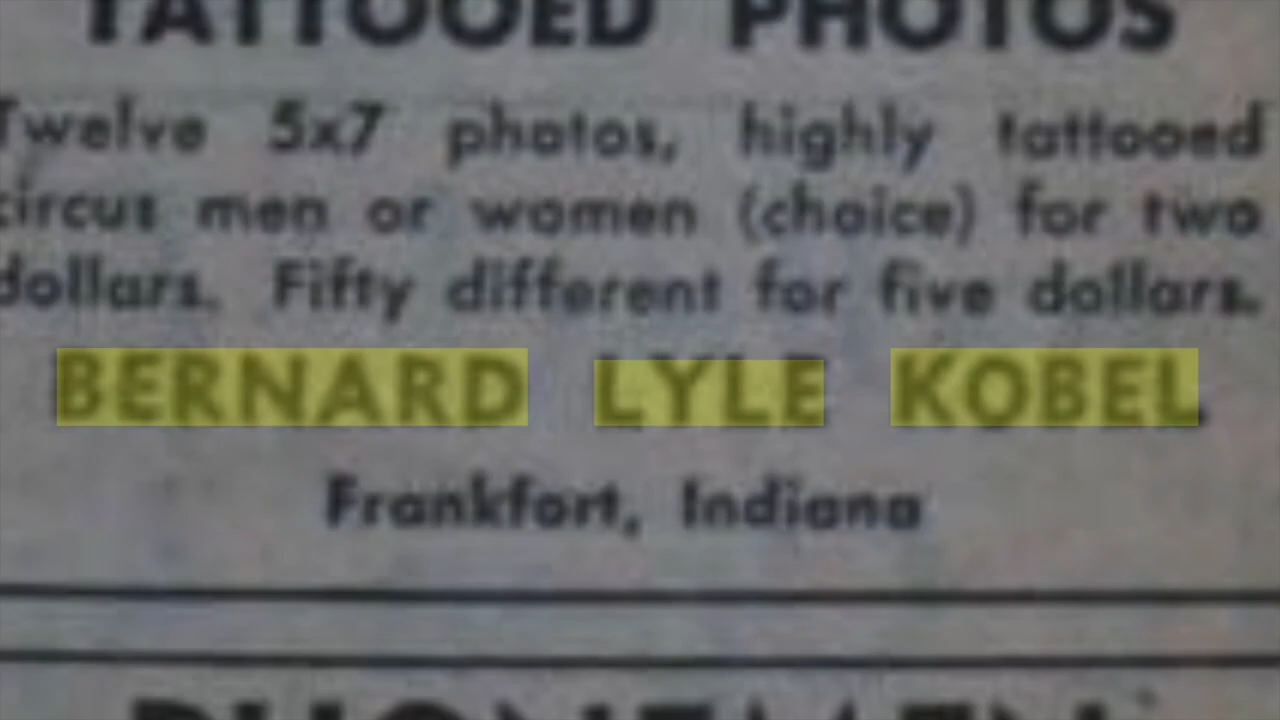 TATTOOED PHOTOS
Twelve 5x7 photos, highly tattooed
circus men or women (choice) for two
dollars. Fifty different for five dollars.
BERNARD LYLE KOBEL
Frankfort, Indiana